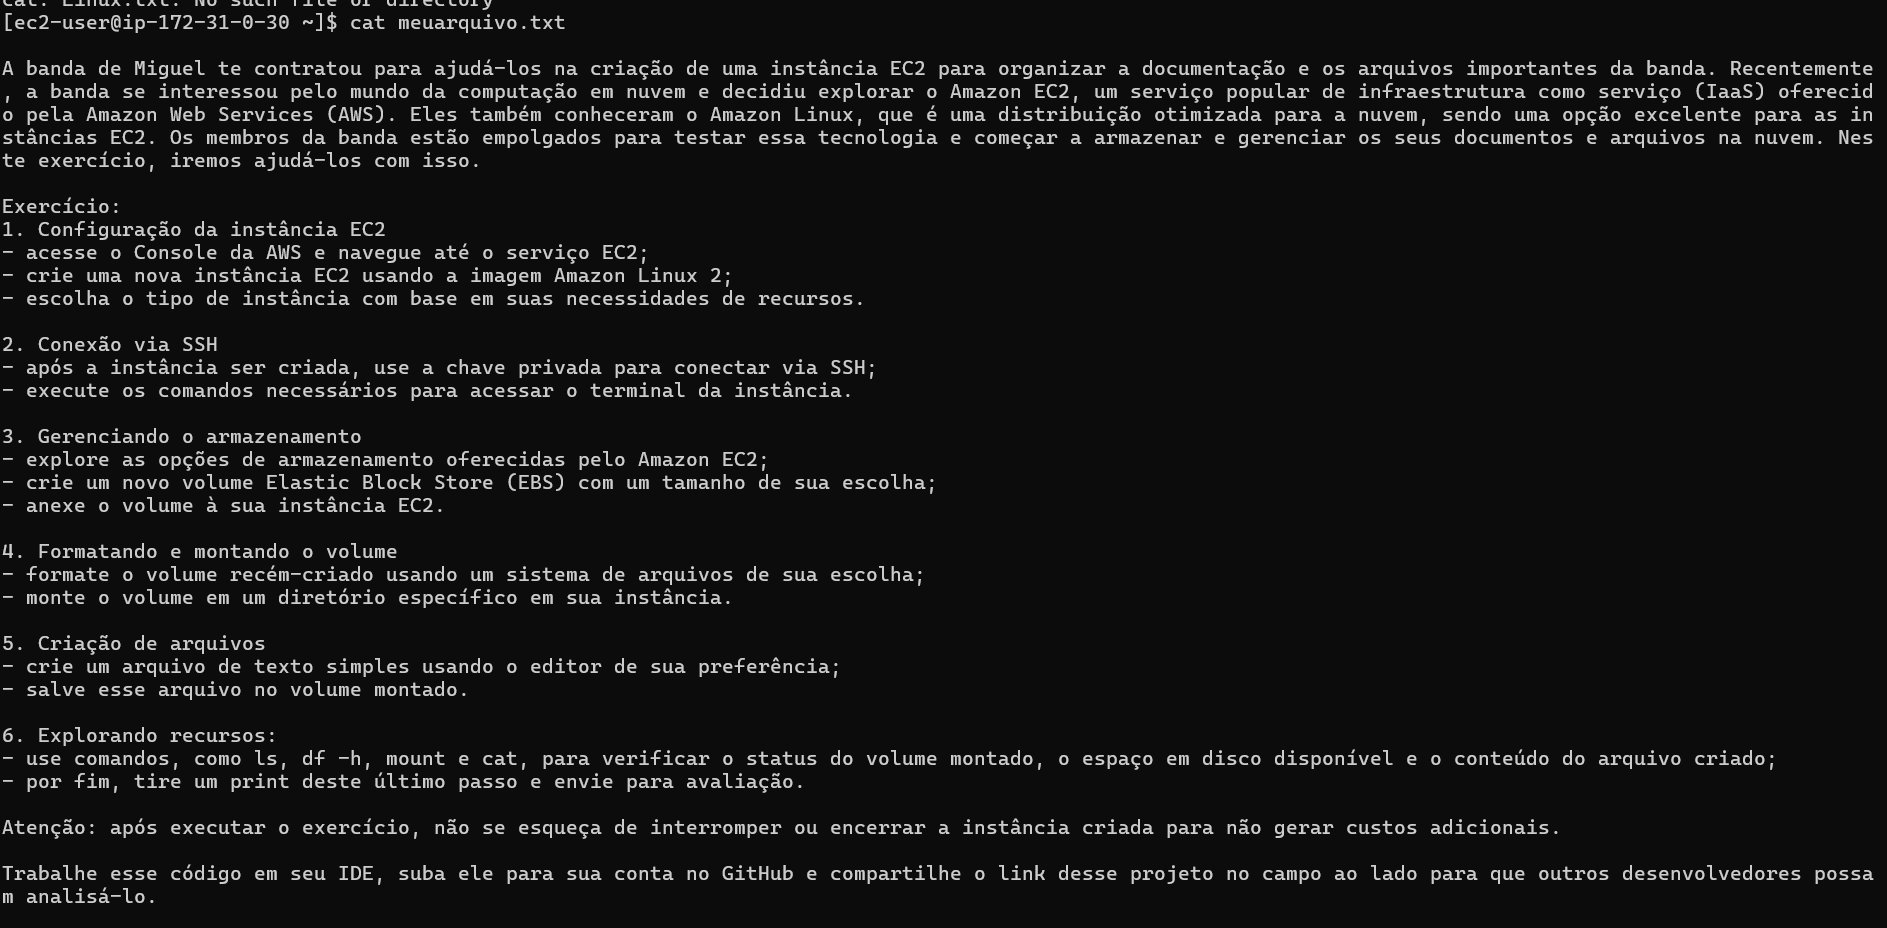 cat: Linux.txt: No such file or directory
[ec2-user@ip-172-31-0-30 ~]$ cat meuarquivo.txt
A banda de Miguel te contratou para ajudá-los na criação de uma instância EC2 para organizar a documentação e os arquivos importantes da banda. Recentemente
, a banda se interessou pelo mundo da computação em nuvem e decidiu explorar o Amazon EC2, um serviço popular de infraestrutura como serviço (IaaS) oferecid
o pela Amazon Web Services (AWS). Eles também conheceram o Amazon Linux, que é uma distribuição otimizada para a nuvem, sendo uma opção excelente para as in
stâncias EC2. Os membros da banda estão empolgados para testar essa tecnologia e começar a armazenar e gerenciar os seus documentos e arquivos na nuvem. Nes
te exercício, iremos ajudá-los com isso.
Exercício:
1. Configuração da instância EC2
- acesse o Console da AWS e navegue até o serviço EC2;
- crie uma nova instância EC2 usando a imagem Amazon Linux 2;
- escolha o tipo de instância com base em suas necessidades de recursos.
2. Conexão via SSH
- após a instância ser criada, use a chave privada para conectar via SSH;
- execute os comandos necessários para acessar o terminal da instância.
3. Gerenciando o armazenamento
- explore as opções de armazenamento oferecidas pelo Amazon EC2;
- crie um novo volume Elastic Block Store (EBS) com um tamanho de sua escolha;
- anexe o volume à sua instância EC2.
4. Formatando e montando o volume
- formate o volume recém-criado usando um sistema de arquivos de sua escolha;
- monte o volume em um diretório específico em sua instância.
5. Criação de arquivos
- crie um arquivo de texto simples usando o editor de sua preferência;
- salve esse arquivo no volume montado.
6. Explorando recursos:
- use comandos, como ls, df -h, mount e cat, para verificar o status do volume montado, o espaço em disco disponível e o conteúdo do arquivo criado;
- por fim, tire um print deste último passo e envie para avaliação.
Atenção: após executar o exercício, não se esqueça de interromper ou encerrar a instância criada para não gerar custos adicionais.
Trabalhe esse código em seu IDE, suba ele para sua conta no GitHub e compartilhe o link desse projeto no campo ao lado para que outros desenvolvedores possa
m analisá-lo.